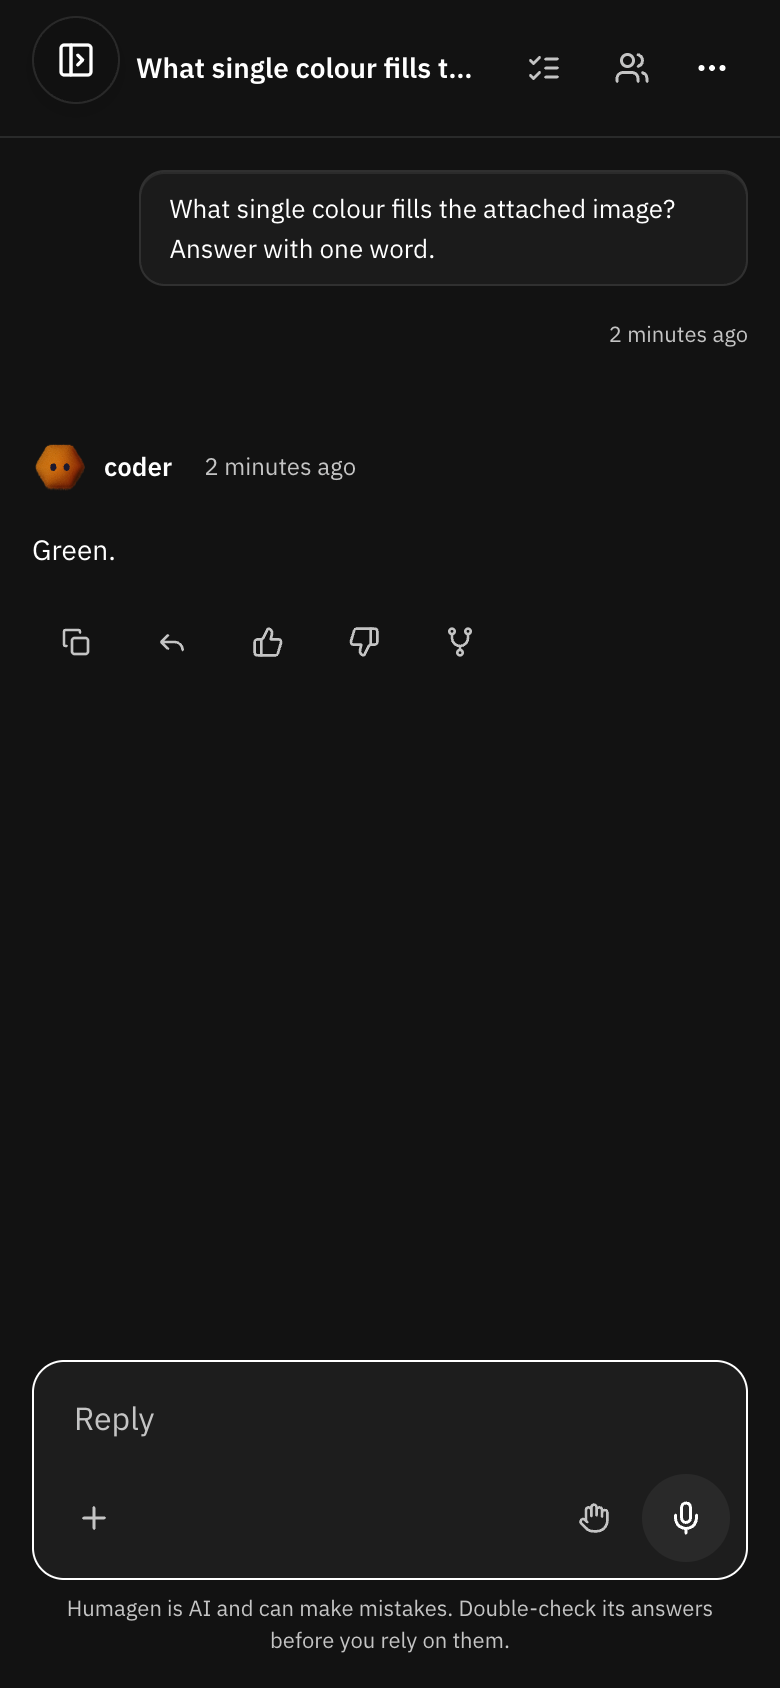 What single colour fills t...
What single colour fills the attached image?
Answer with one word.
2 minutes ago
coder 2 minutes ago
Green.
Reply
Humagen is AI and can make mistakes. Double-check its answers
before you rely on them.